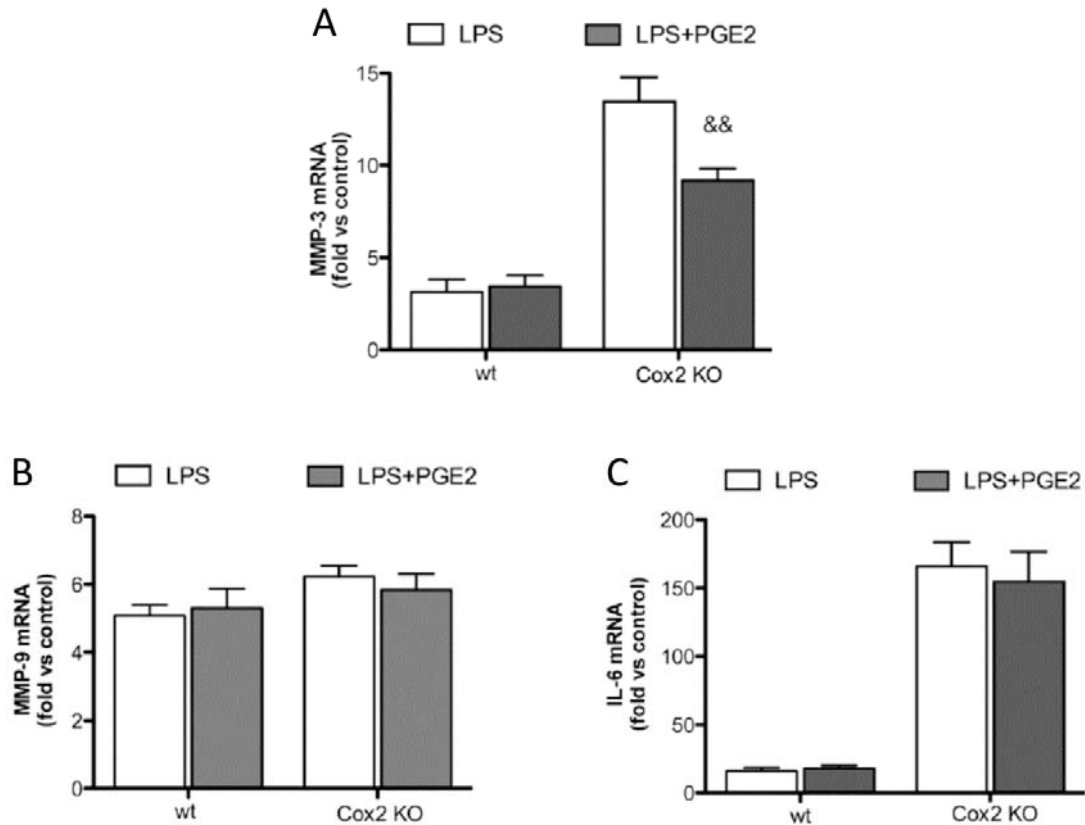 A
LPS LPS+PGE2
MMP-3 mRNA
(fold vs control)
15
10
5
0
&&
wt Cox2 KO
B
LPS LPS+PGE2
MMP-9 mRNA
(fold vs control)
8
6
4
2
0
wt Cox2 KO
C
LPS LPS+PGE2
IL-6 mRNA
(fold vs control)
200
150
100
50
0
wt Cox2 KO